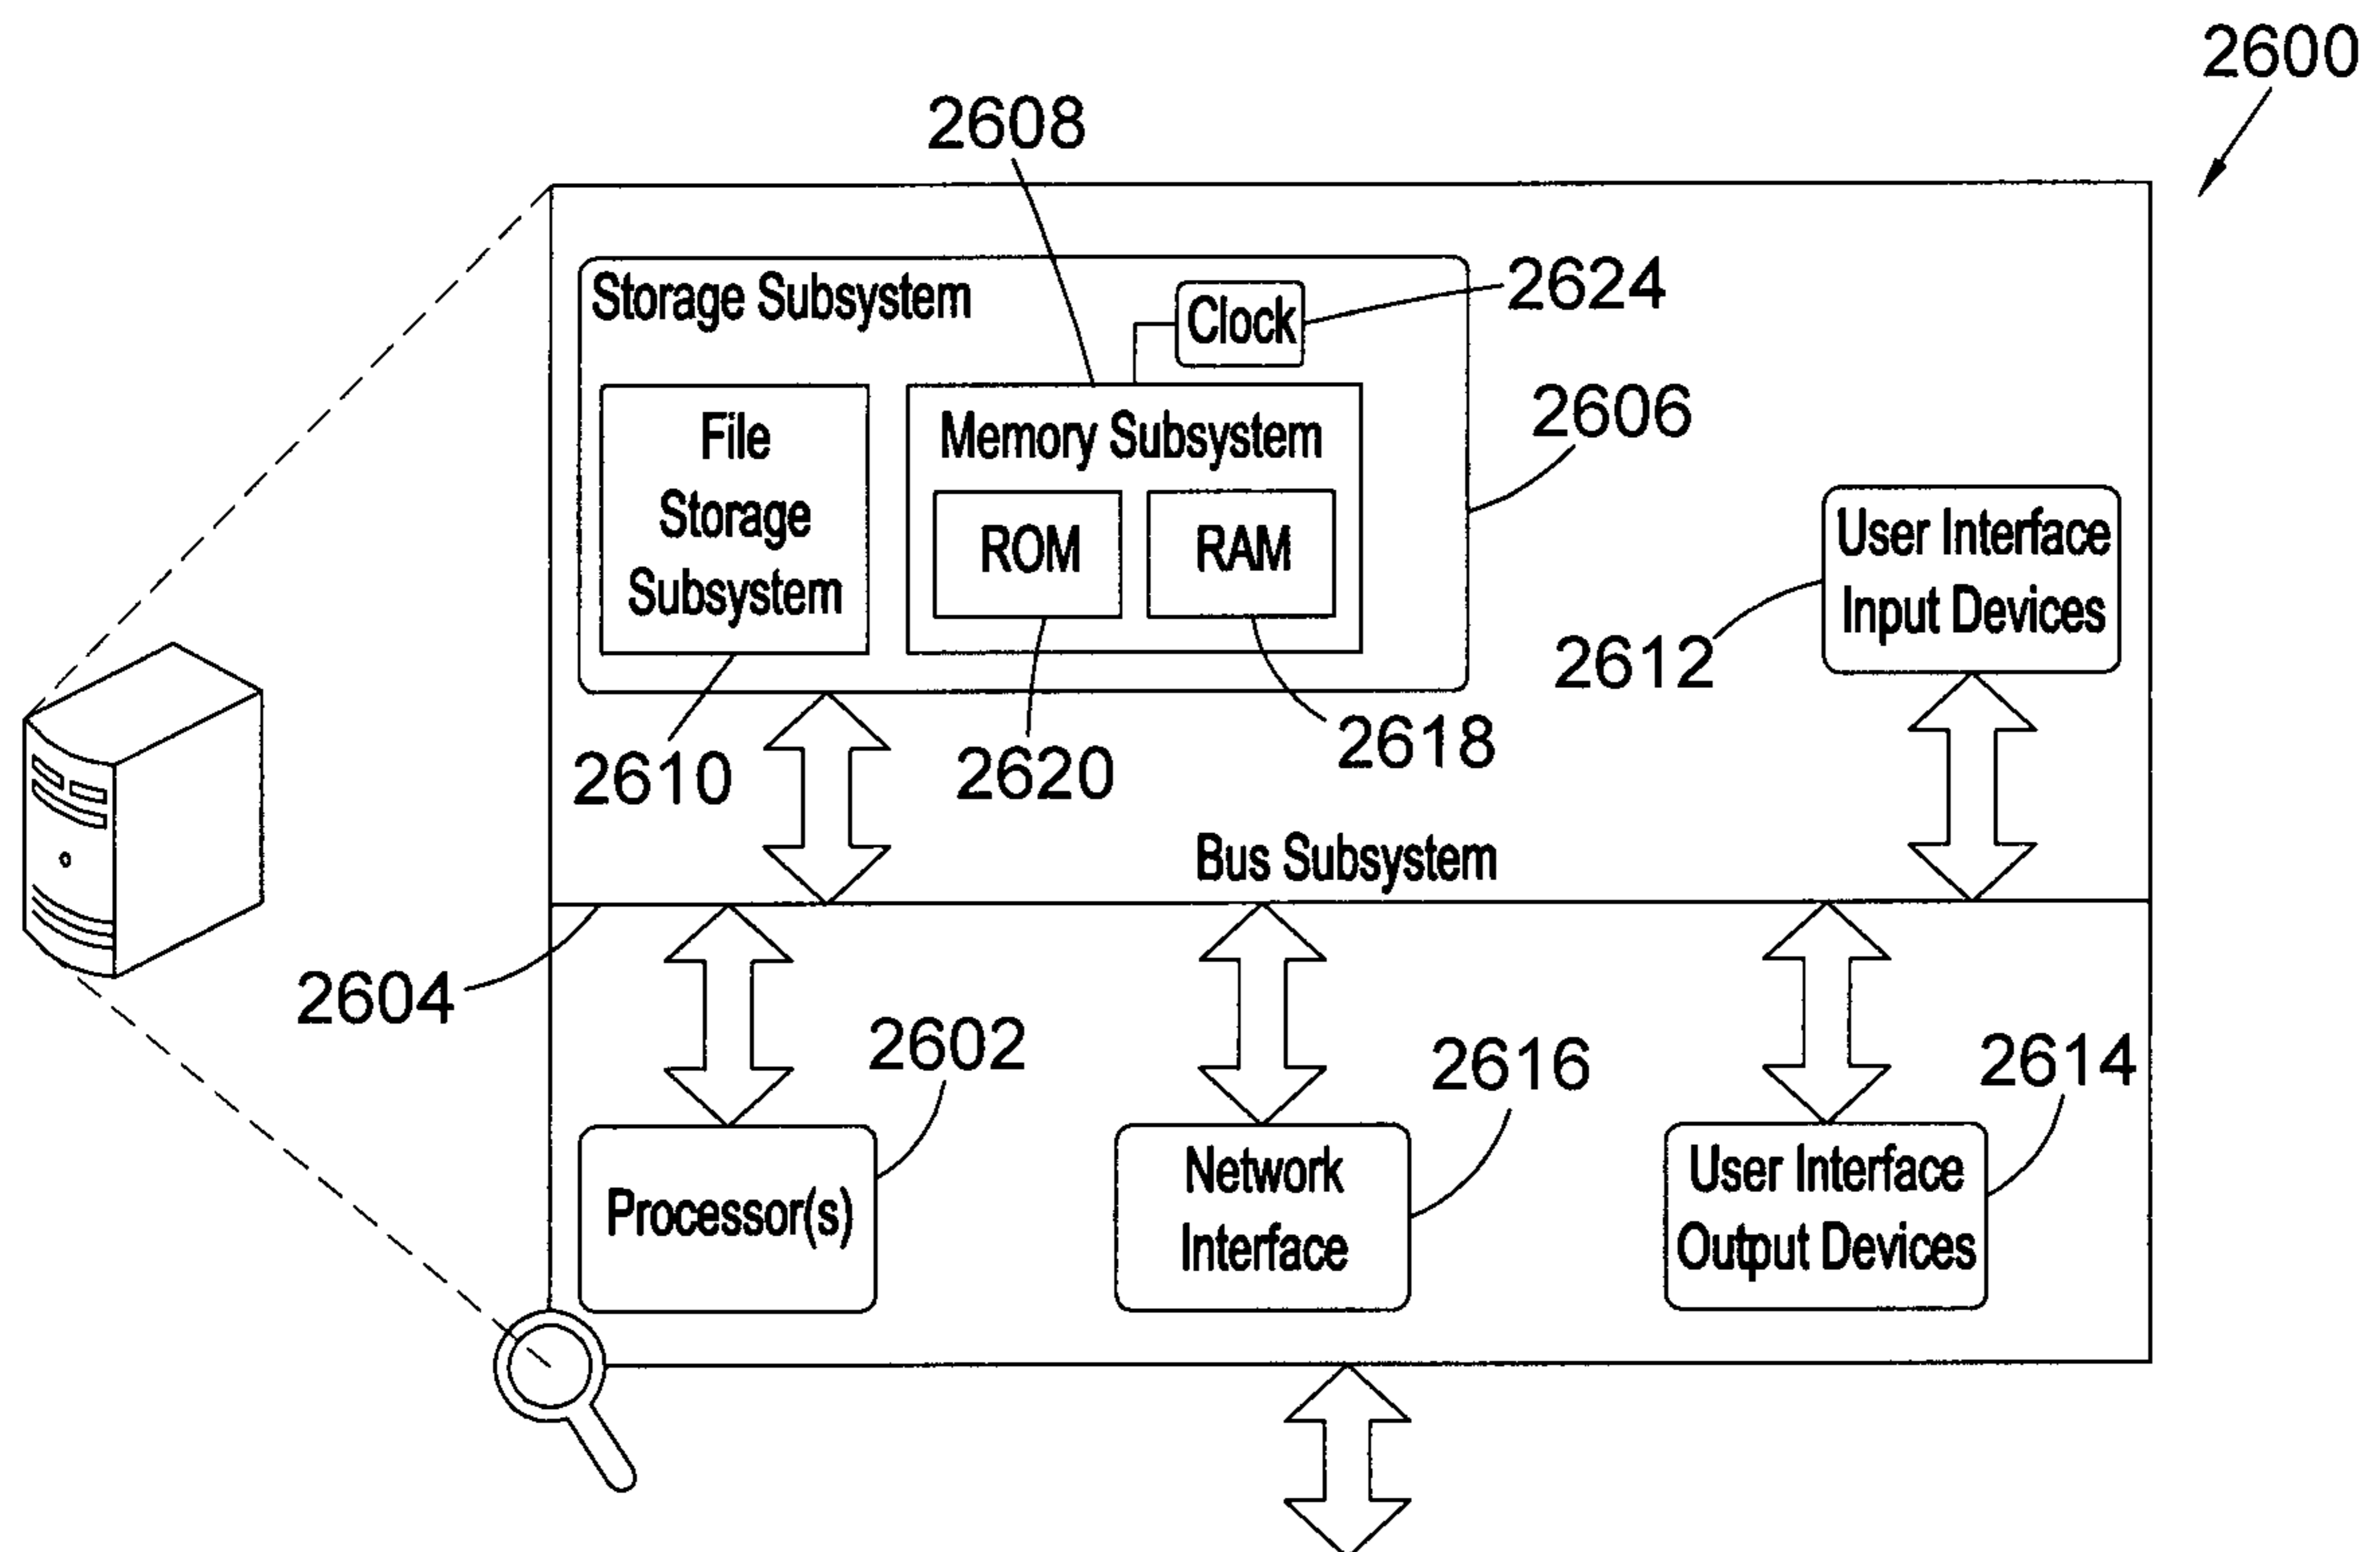 2600
2608
Storage Subsystem
Clock
2624
File
Storage
Subsystem
Memory Subsystem
ROM
RAM
2606
User Interface
Input Devices
2612
2610
2620
2618
Bus Subsystem
2604
2602
2616
2614
Processor(s)
Network
Interface
User Interface
Output Devices